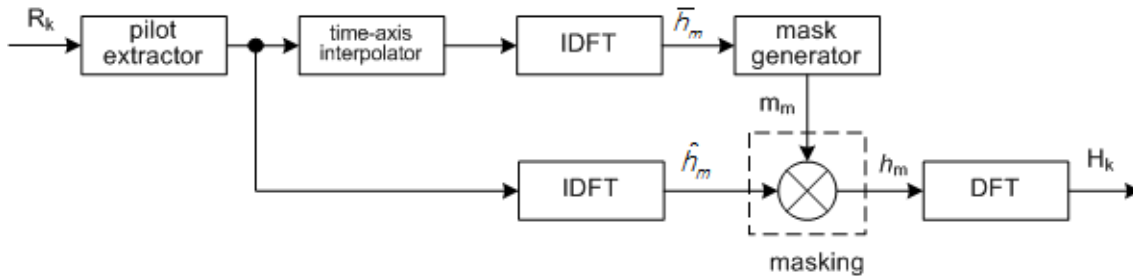 R_k
pilot
extractor
time-axis
interpolator
IDFT
h̅_m
mask
generator
m_m
IDFT
ĥ_m
h_m
DFT
H_k
masking